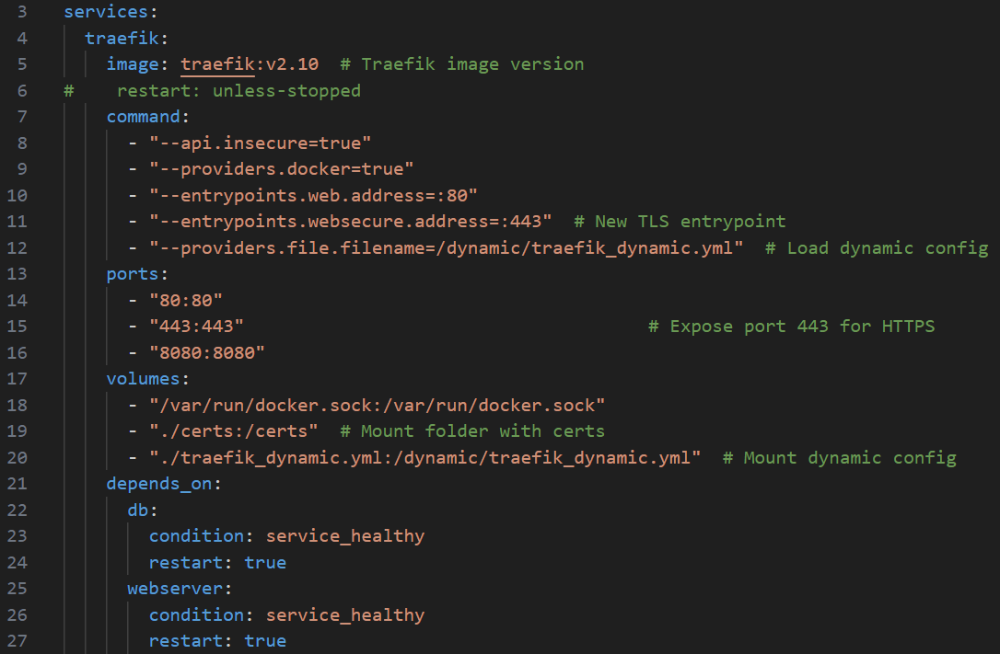 3 services:
4   traefik:
5     image: traefik:v2.10  # Traefik image version
6 #    restart: unless-stopped
7     command:
8       - "--api.insecure=true"
9       - "--providers.docker=true"
10       - "--entrypoints.web.address=:80"
11       - "--entrypoints.websecure.address=:443"  # New TLS entrypoint
12       - "--providers.file.filename=/dynamic/traefik_dynamic.yml"  # Load dynamic config
13     ports:
14       - "80:80"
15       - "443:443"                                      # Expose port 443 for HTTPS
16       - "8080:8080"
17     volumes:
18       - "/var/run/docker.sock:/var/run/docker.sock"
19       - "./certs:/certs"  # Mount folder with certs
20       - "./traefik_dynamic.yml:/dynamic/traefik_dynamic.yml"  # Mount dynamic config
21     depends_on:
22       db:
23         condition: service_healthy
24         restart: true
25       webserver:
26         condition: service_healthy
27         restart: true